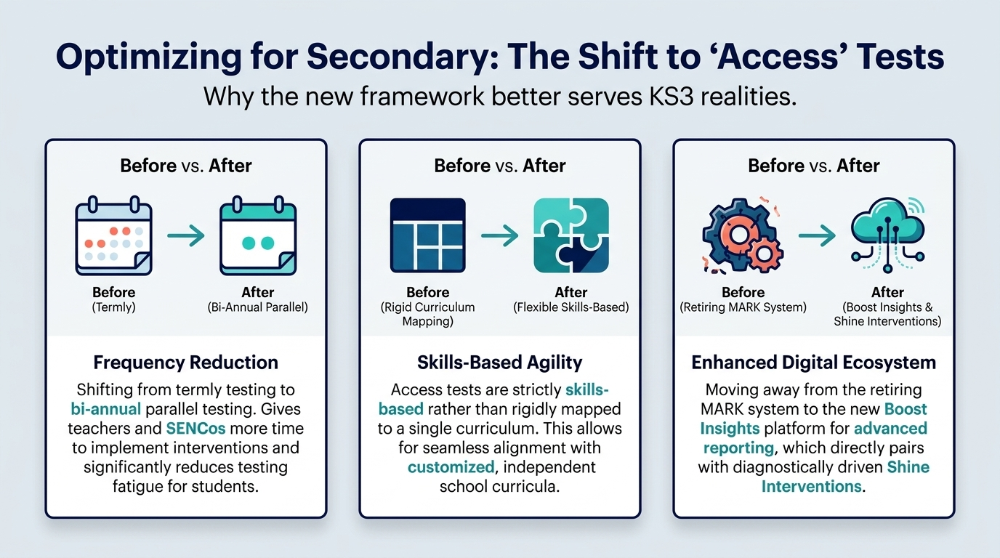 Optimizing for Secondary: The Shift to ‘Access’ Tests
Why the new framework better serves KS3 realities.
Before vs. After
Before
(Termly)
After
(Bi-Annual Parallel)
Frequency Reduction
Shifting from termly testing to
bi-annual parallel testing. Gives
teachers and SENCos more time
to implement interventions and
significantly reduces testing
fatigue for students.
Before vs. After
Before
(Rigid Curriculum
Mapping)
After
(Flexible Skills-Based)
Skills-Based Agility
Access tests are strictly skills-
based rather than rigidly mapped
to a single curriculum. This allows
for seamless alignment with
customized, independent
school curricula.
Before vs. After
Before
(Retiring MARK System)
After
(Boost Insights &
Shine Interventions)
Enhanced Digital Ecosystem
Moving away from the retiring
MARK system to the new Boost
Insights platform for advanced
reporting, which directly pairs
with diagnostically driven Shine
Interventions.